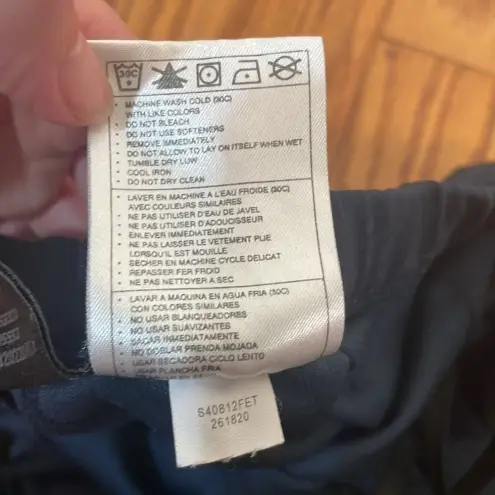 30C
• MACHINE WASH COLD (30C)
WITH LIKE COLORS
• DO NOT BLEACH
• DO NOT USE SOFTENERS
• REMOVE IMMEDIATELY
• DO NOT ALLOW TO LAY ON ITSELF WHEN WET
• TUMBLE DRY LOW
• COOL IRON
• DO NOT DRY CLEAN
• LAVER EN MACHINE A L'EAU FROIDE (30C)
AVEC COULEURS SIMILAIRES
• NE PAS UTILISER D'EAU DE JAVEL
• NE PAS UTILISER D'ADOUCISSEUR
• ENLEVER IMMEDIATEMENT
• NE PAS LAISSER LE VETEMENT PLIE
LORSQU'IL EST MOUILLE
• SECHER EN MACHINE CYCLE DELICAT
• REPASSER FER FROID
• NE PAS NETTOYER A SEC
• LAVAR A MAQUINA EN AGUA FRIA (30C)
CON COLORES SIMILARES
• NO USAR BLANQUEADORES
• NO USAR SUAVIZANTES
• SACAR INMEDIATAMENTE
• NO DOBLAR PRENDA MOJADA
• USAR SECADORA CICLO LENTO
• USAR PLANCHA FRIA
S40812FET
261820